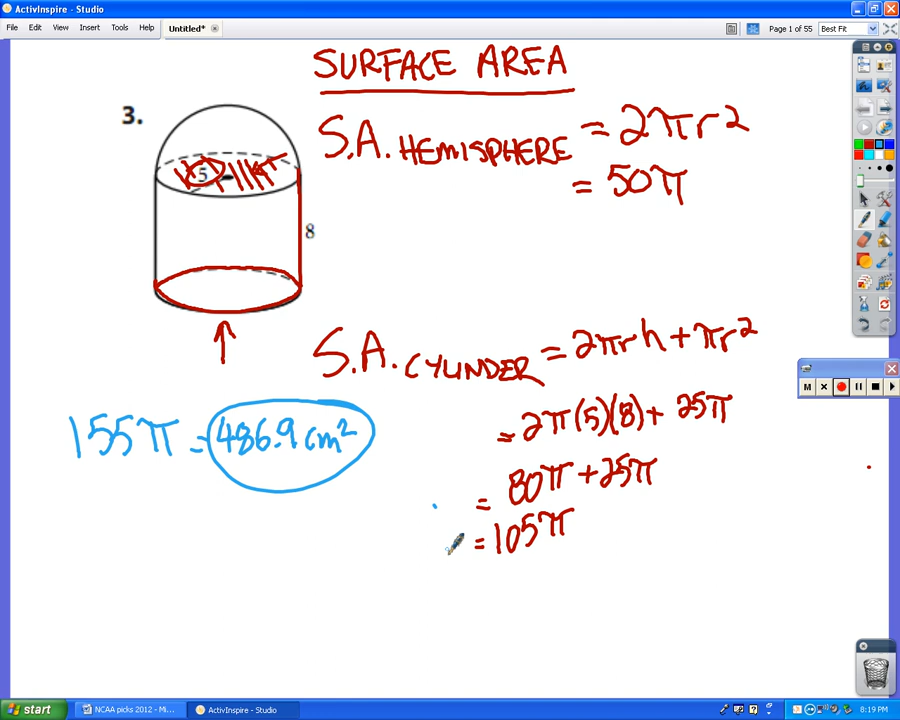 ActivInspire - Studio
File Edit View Insert Tools Help
Untitled*
Page 1 of 55
Best Fit
SURFACE AREA
3.
S.A. HEMISPHERE = 2πr²
= 50π
5
8
S.A. CYLINDER = 2πrh + πr²
= 2π(5)(8) + 25π
= 80π + 25π
= 105π
155π = 486.9 cm²
M
start
NCAA picks 2012 - Mi...
ActivInspire - Studio
8:19 PM